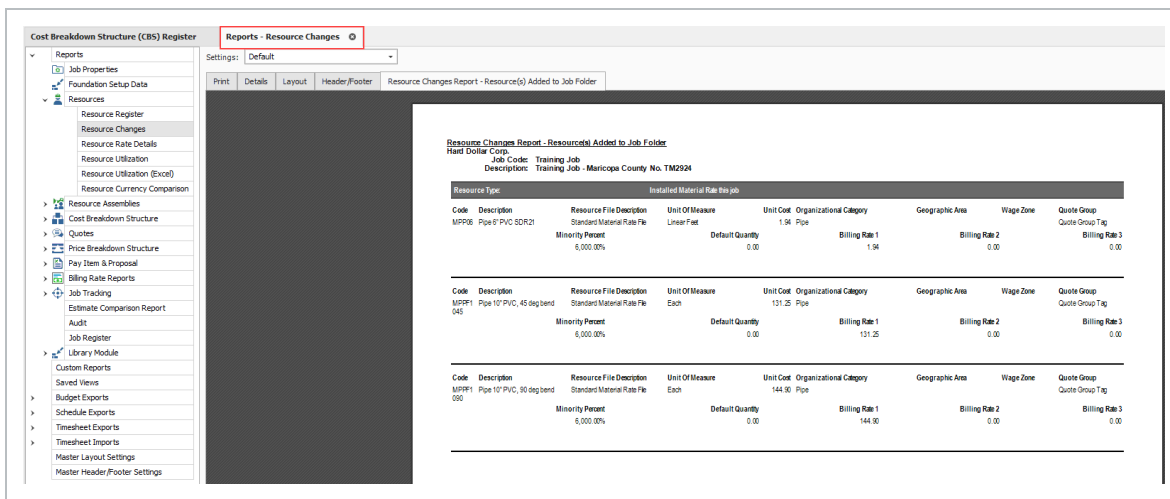 Cost Breakdown Structure (CBS) Register
Reports - Resource Changes
Reports
Job Properties
Foundation Setup Data
Resources
Resource Register
Resource Changes
Resource Rate Details
Resource Utilization
Resource Utilization (Excel)
Resource Currency Comparison
Resource Assemblies
Cost Breakdown Structure
Quotes
Price Breakdown Structure
Pay Item & Proposal
Billing Rate Reports
Job Tracking
Estimate Comparison Report
Audit
Job Register
Library Module
Custom Reports
Saved Views
Budget Exports
Schedule Exports
Timesheet Exports
Timesheet Imports
Master Layout Settings
Master Header/Footer Settings
Settings: Default
Print Details Layout Header/Footer Resource Changes Report - Resource(s) Added to Job Folder
Resource Changes Report - Resource(s) Added to Job Folder
Hard Dollar Corp.
Job Code: Training Job
Description: Training Job - Maricopa County No. TM2924
Resource Type: Installed Material Rate this job
Code Description Resource File Description Unit Of Measure Unit Cost Organizational Category Geographic Area Wage Zone Quote Group
MPP06 Pipe 6" PVC SDR21 Standard Material Rate File Linear Feet 1.94 Pipe Quote Group Tag
Minority Percent Default Quantity Billing Rate 1 Billing Rate 2 Billing Rate 3
6,000.00% 0.00 1.94 0.00 0.00
Code Description Resource File Description Unit Of Measure Unit Cost Organizational Category Geographic Area Wage Zone Quote Group
MPPF1 Pipe 10" PVC, 45 deg bend Standard Material Rate File Each 131.25 Pipe Quote Group Tag
045
Minority Percent Default Quantity Billing Rate 1 Billing Rate 2 Billing Rate 3
6,000.00% 0.00 131.25 0.00 0.00
Code Description Resource File Description Unit Of Measure Unit Cost Organizational Category Geographic Area Wage Zone Quote Group
MPPF1 Pipe 10" PVC, 90 deg bend Standard Material Rate File Each 144.90 Pipe Quote Group Tag
090
Minority Percent Default Quantity Billing Rate 1 Billing Rate 2 Billing Rate 3
6,000.00% 0.00 144.90 0.00 0.00